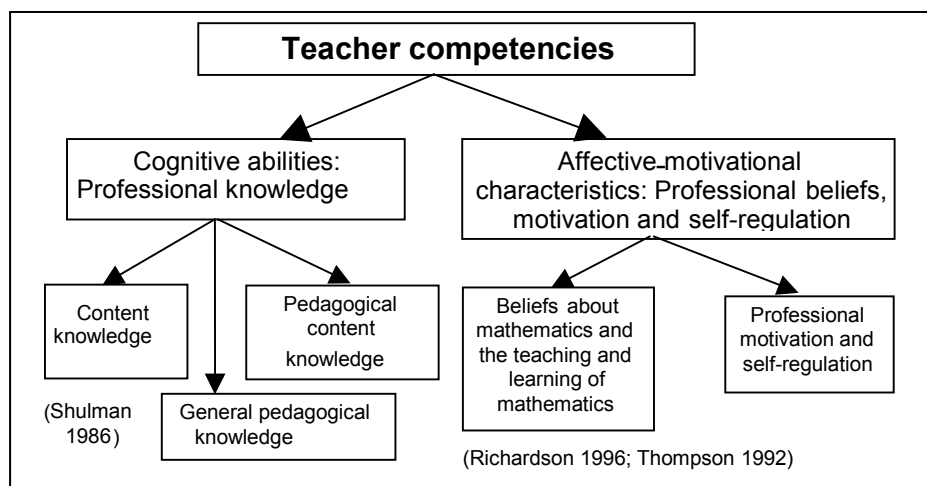 Teacher competencies
Cognitive abilities:
Professional knowledge
Affective-motivational
characteristics: Professional beliefs,
motivation and self-regulation
Content
knowledge
Pedagogical
content
knowledge
Beliefs about
mathematics and
the teaching and
learning of
mathematics
Professional
motivation and
self-regulation
(Shulman
1986)
General pedagogical
knowledge
(Richardson 1996; Thompson 1992)